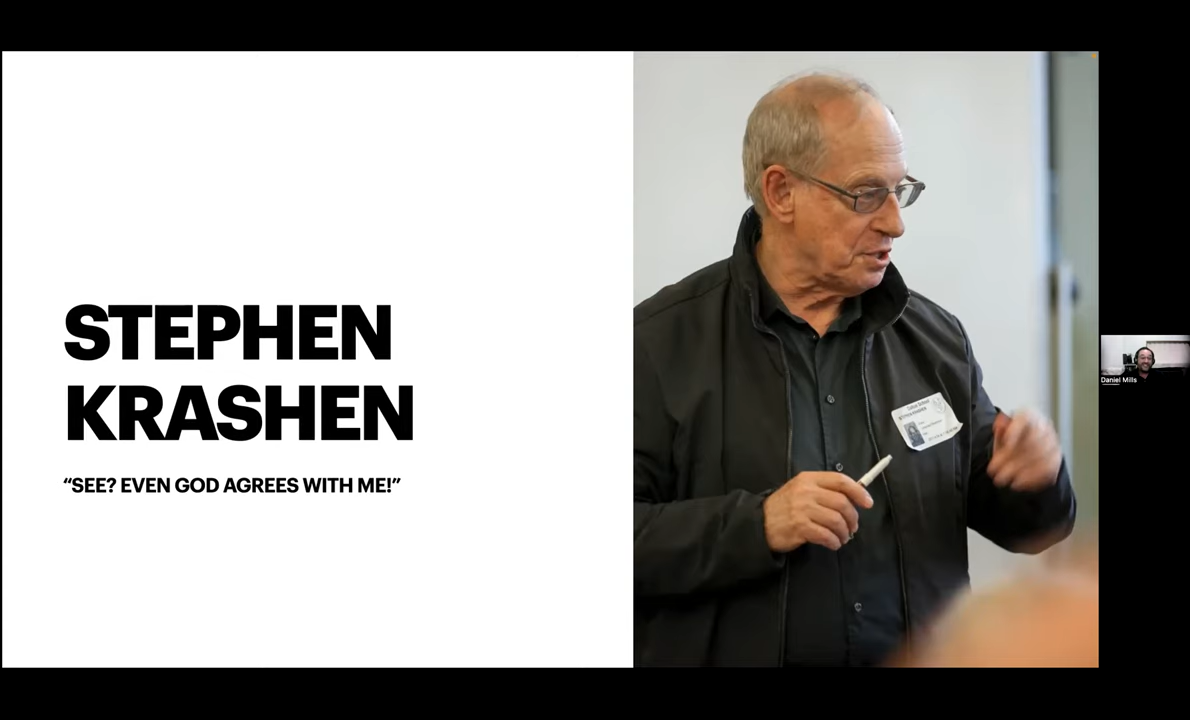 STEPHEN
KRASHEN
“SEE? EVEN GOD AGREES WITH ME!”
Daniel Mills